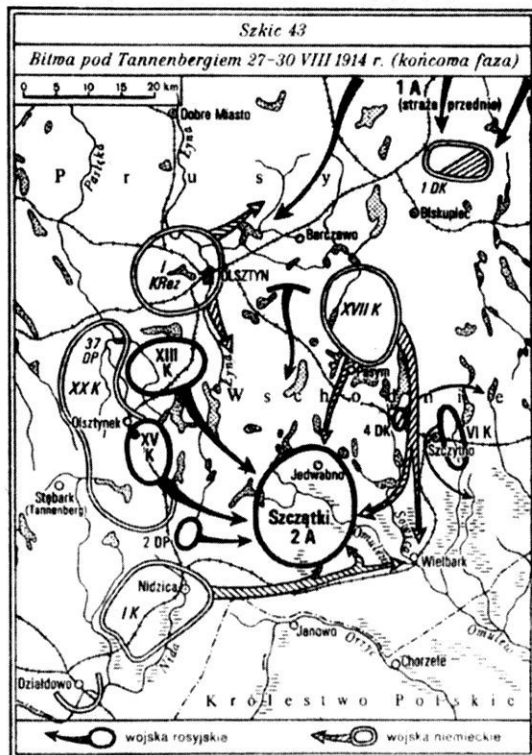 Szkic 43
Bitwa pod Tannenbergiem 27-30 VIII 1914 r. (końcowa faza)
0 5 10 15 20 km
1 A
(straże przednie)
Dobre Miasto
Łyna
Pasłęka
P r u s y
1 DK
Biskupiec
Barczewo
I
KRez
OLSZTYN
XVII K
37
DP
XIII
K
XX K
Łyna
Pasym
W s c h o d n i e
Olsztynek
XV
K
4 DK
VI K
Szczytno
Jedwabno
Stębark
(Tannenberg)
Szczątki
2 A
2 DP
Omulew
Sawica
Wielbark
Nidzica
I K
Janowo
Orzyc
Omulew
Nida
Chorzele
Działdowo
K r ó l e s t w o P o l s k i e
wojska rosyjskie
wojska niemieckie